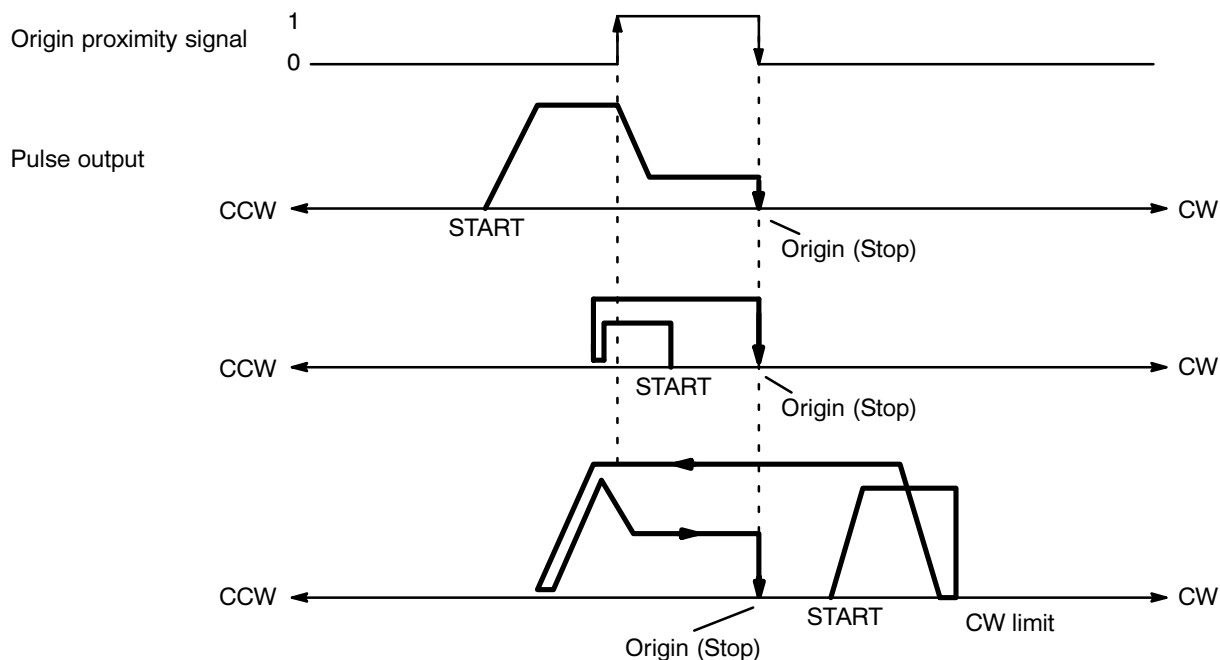 1
Origin proximity signal
0
Pulse output
CCW
CW
START
Origin (Stop)
CCW
CW
START
Origin (Stop)
CCW
CW
START
CW limit
Origin (Stop)